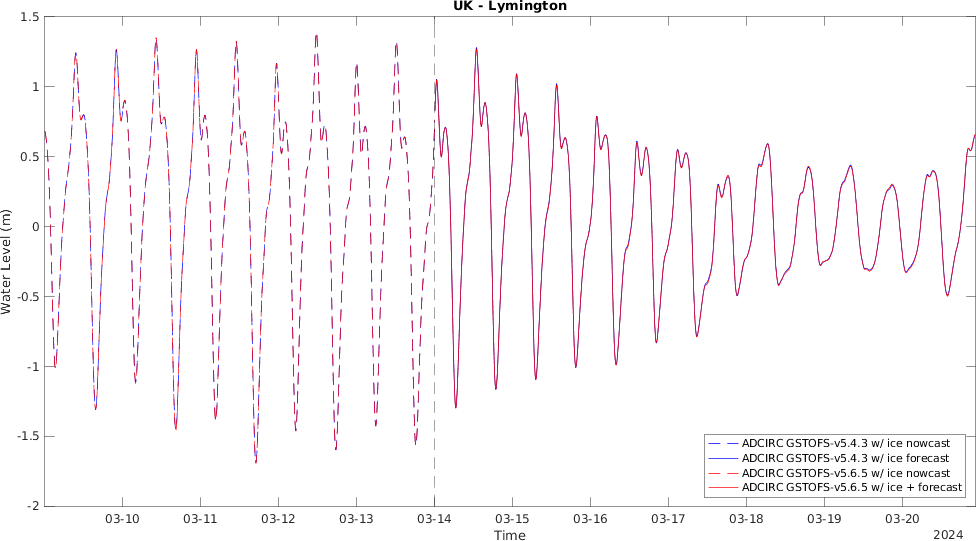 UK - Lymington
1.5
1
0.5
0
-0.5
-1
-1.5
-2
Water Level (m)
ADCIRC GSTOFS-v5.4.3 w/ ice nowcast
ADCIRC GSTOFS-v5.4.3 w/ ice forecast
ADCIRC GSTOFS-v5.6.5 w/ ice nowcast
ADCIRC GSTOFS-v5.6.5 w/ ice + forecast
03-10 03-11 03-12 03-13 03-14 03-15 03-16 03-17 03-18 03-19 03-20
Time
2024